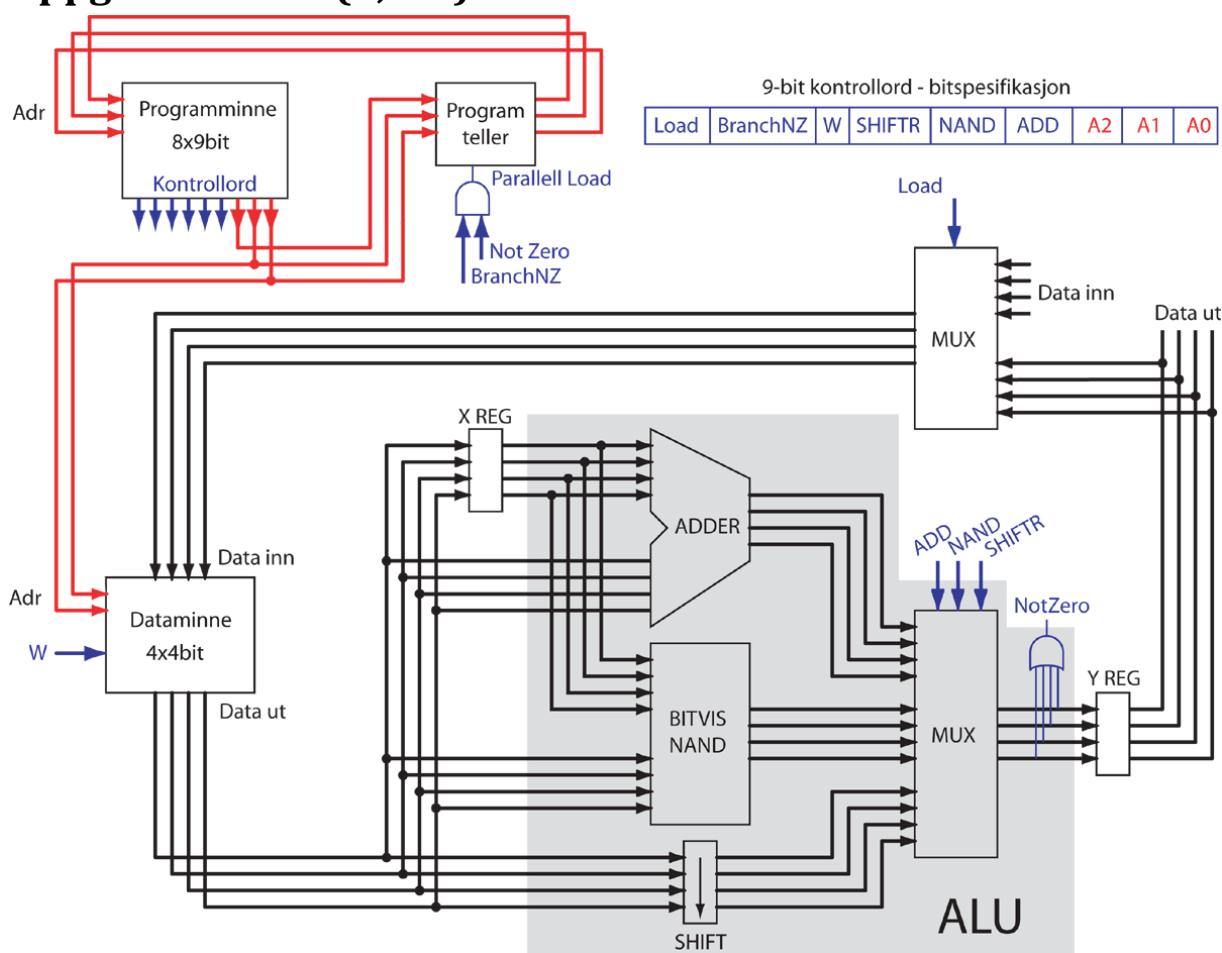 Adr
Programminne
8x9bit
Kontrollord
Program
teller
Parallell Load
Not Zero
BranchNZ
9-bit kontrollord - bitspesifikasjon
Load BranchNZ W SHIFTR NAND ADD A2 A1 A0
Load
MUX
Data inn
Data ut
X REG
ADDER
Data inn
Adr
Dataminne
4x4bit
W
Data ut
ADD NAND SHIFTR
NotZero
BITVIS
NAND
MUX
Y REG
SHIFT
ALU